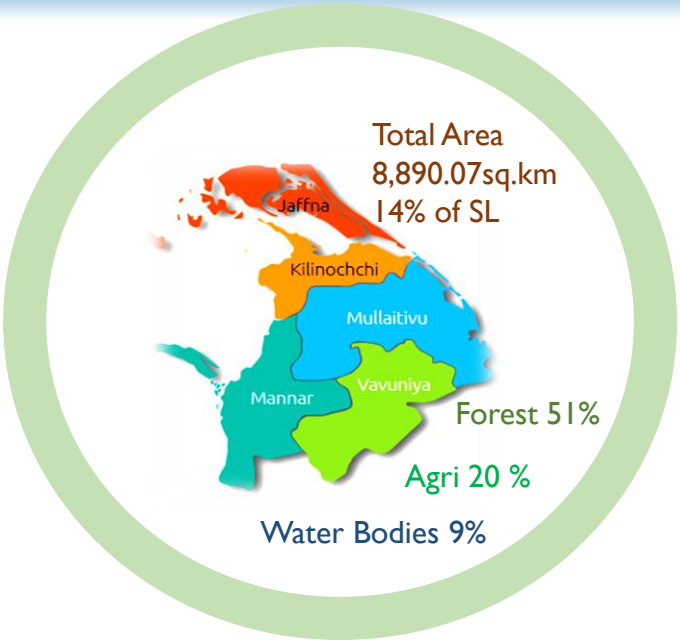 Total Area
8,890.07sq.km
14% of SL
Jaffna
Kilinochchi
Mullaitivu
Vavuniya
Mannar
Forest 51%
Agri 20 %
Water Bodies 9%